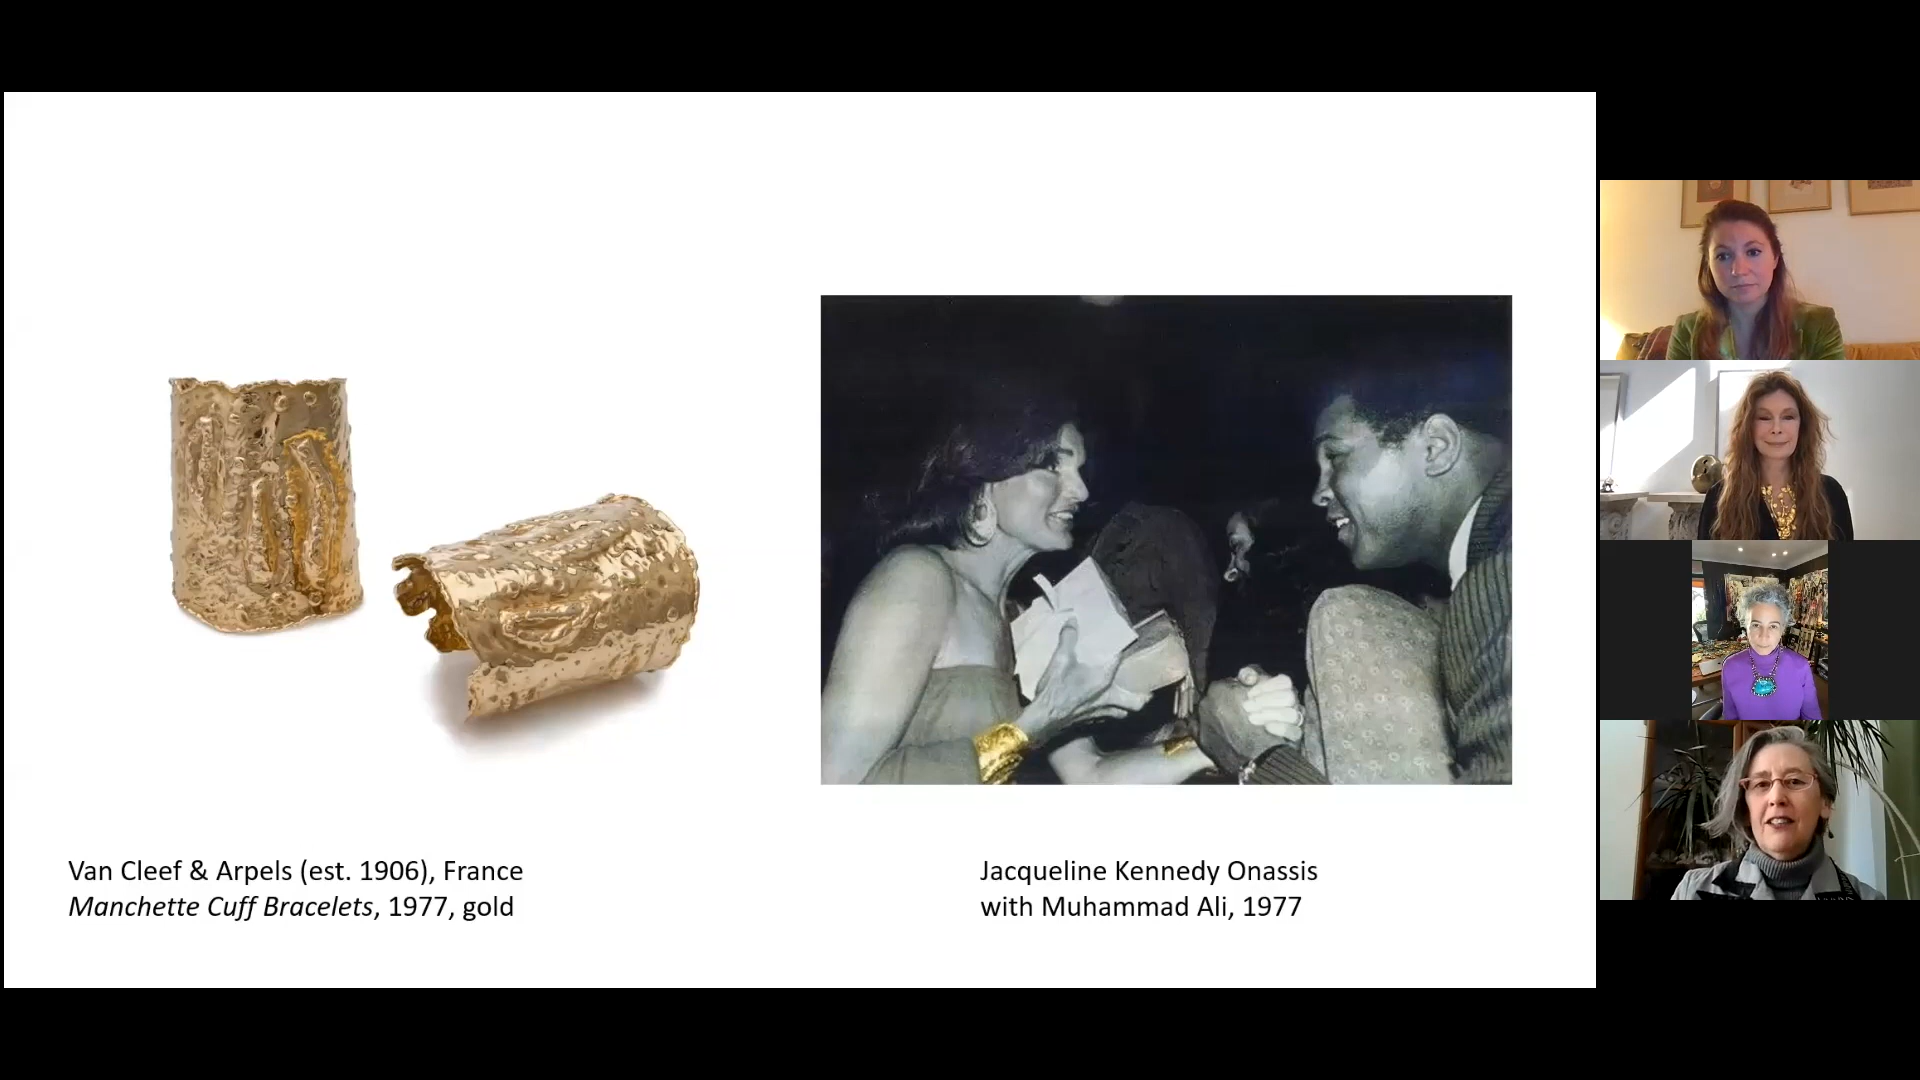 Van Cleef & Arpels (est. 1906), France
Manchette Cuff Bracelets, 1977, gold
Jacqueline Kennedy Onassis
with Muhammad Ali, 1977